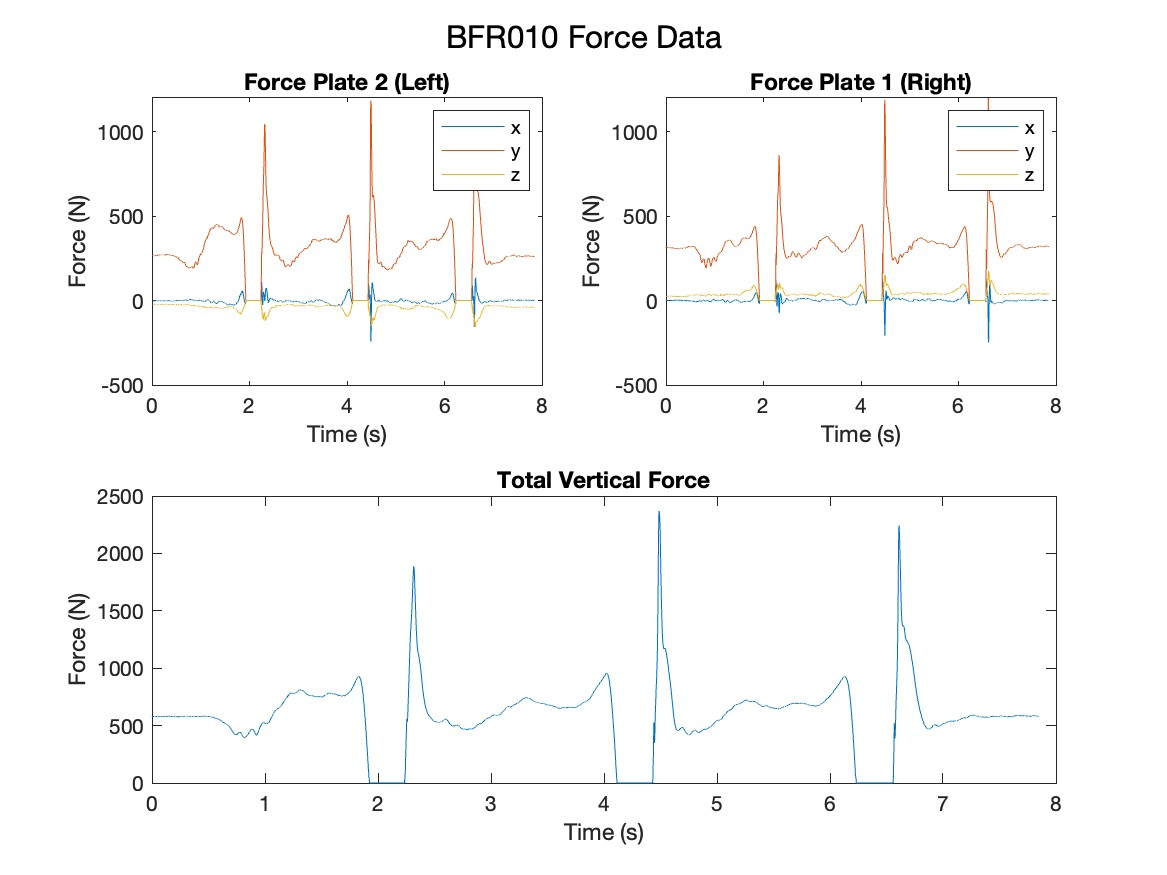 BFR010 Force Data
Force Plate 2 (Left)
1000
500
0
-500
0 2 4 6 8
Force (N)
Time (s)
x
y
z
Force Plate 1 (Right)
1000
500
0
-500
0 2 4 6 8
Force (N)
Time (s)
x
y
z
Total Vertical Force
2500
2000
1500
1000
500
0
0 1 2 3 4 5 6 7 8
Force (N)
Time (s)